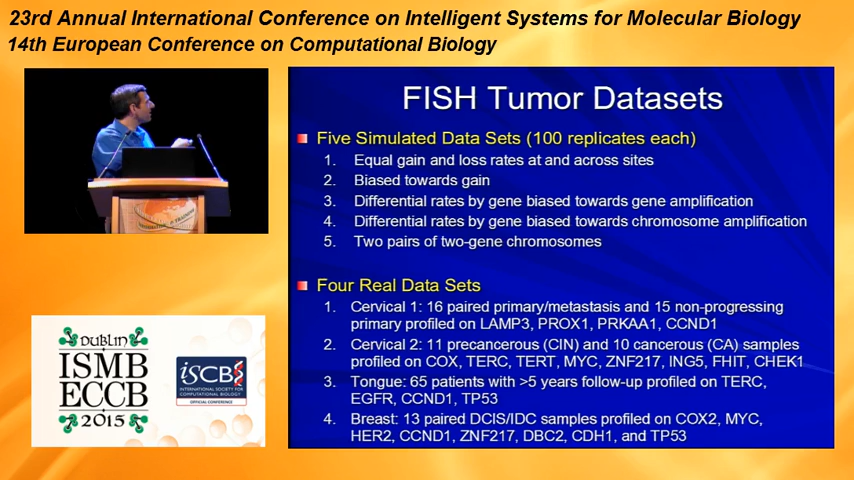 23rd Annual International Conference on Intelligent Systems for Molecular Biology
14th European Conference on Computational Biology
FISH Tumor Datasets
Five Simulated Data Sets (100 replicates each)
1. Equal gain and loss rates at and across sites
2. Biased towards gain
3. Differential rates by gene biased towards gene amplification
4. Differential rates by gene biased towards chromosome amplification
5. Two pairs of two-gene chromosomes
Four Real Data Sets
1. Cervical 1: 16 paired primary/metastasis and 15 non-progressing
primary profiled on LAMP3, PROX1, PRKAA1, CCND1
2. Cervical 2: 11 precancerous (CIN) and 10 cancerous (CA) samples
profiled on COX, TERC, TERT, MYC, ZNF217, ING5, FHIT, CHEK1
3. Tongue: 65 patients with >5 years follow-up profiled on TERC,
EGFR, CCND1, TP53
4. Breast: 13 paired DCIS/IDC samples profiled on COX2, MYC,
HER2, CCND1, ZNF217, DBC2, CDH1, and TP53
DUBLIN
ISMB
ECCB
2015
ISCB
INTERNATIONAL SOCIETY FOR
COMPUTATIONAL BIOLOGY
OFFICIAL CONFERENCE